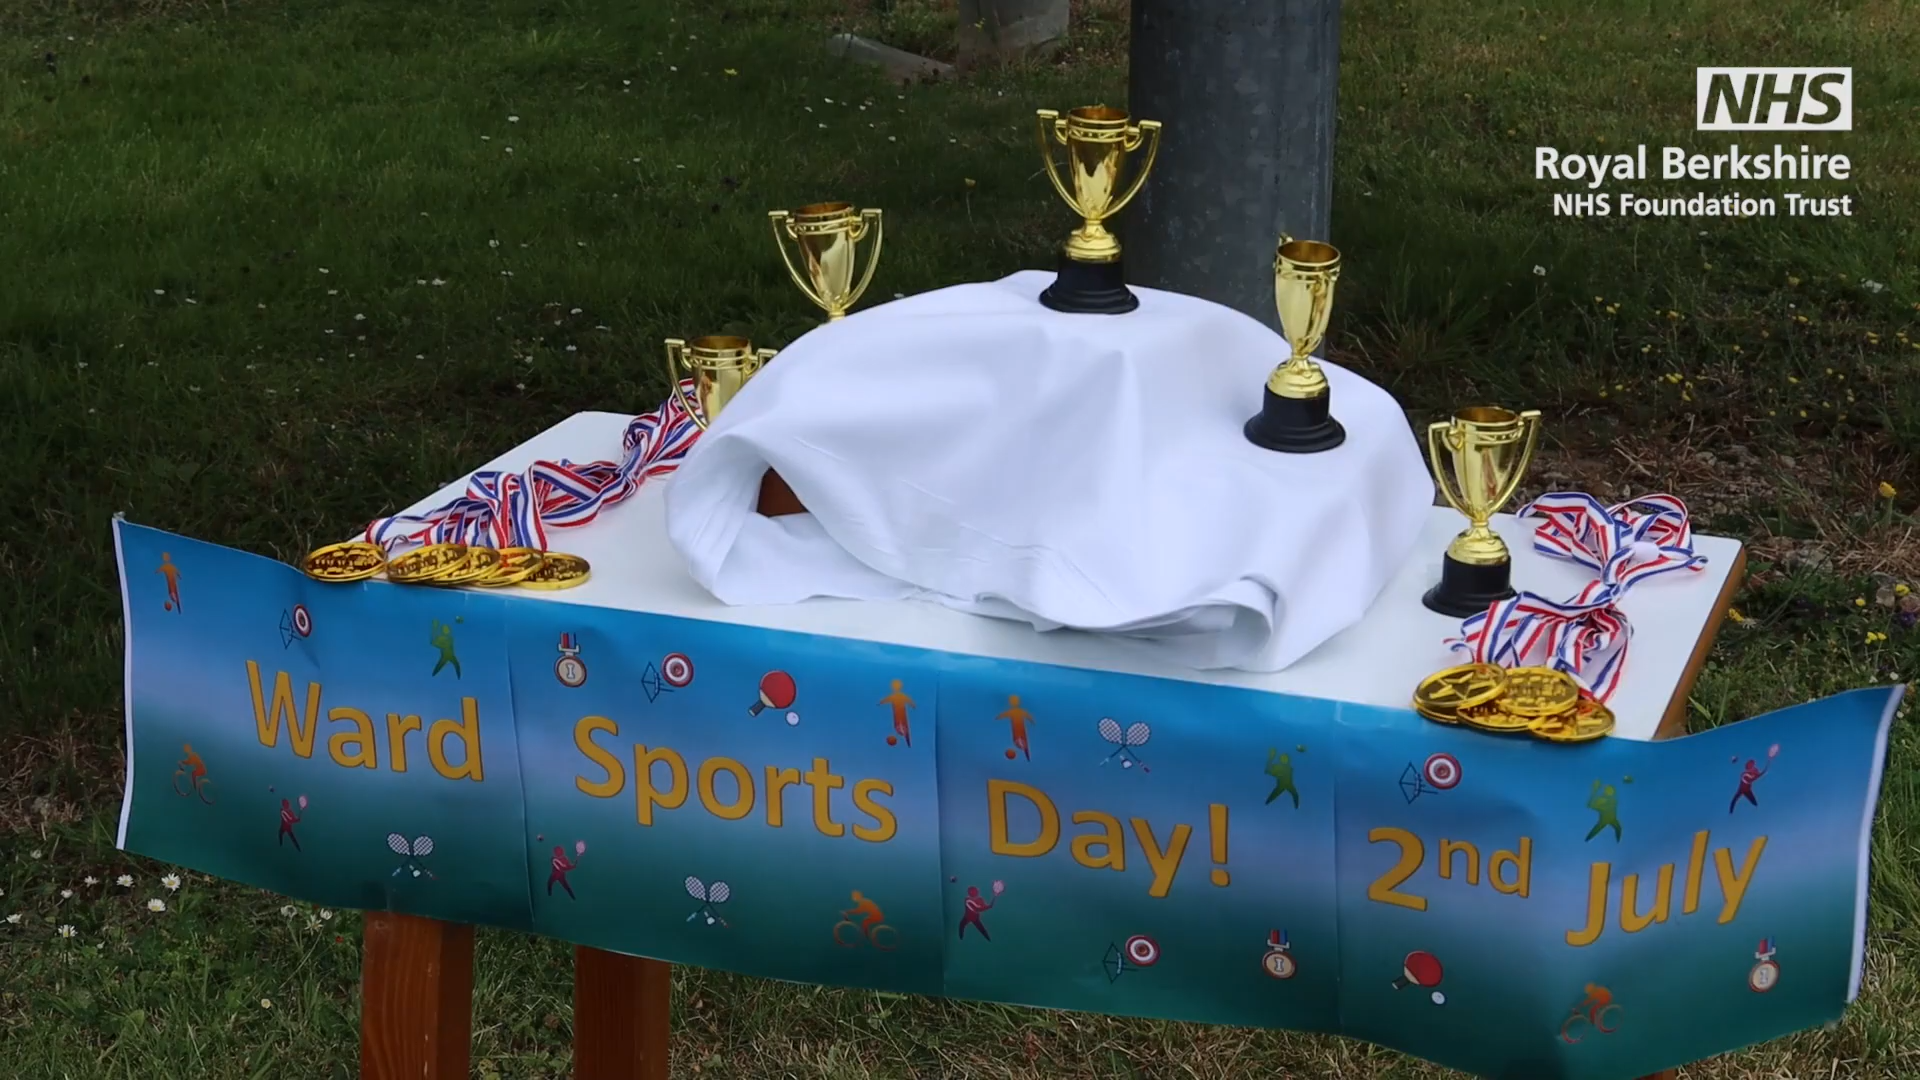 NHS
Royal Berkshire
NHS Foundation Trust
Ward Sports Day! 2nd July